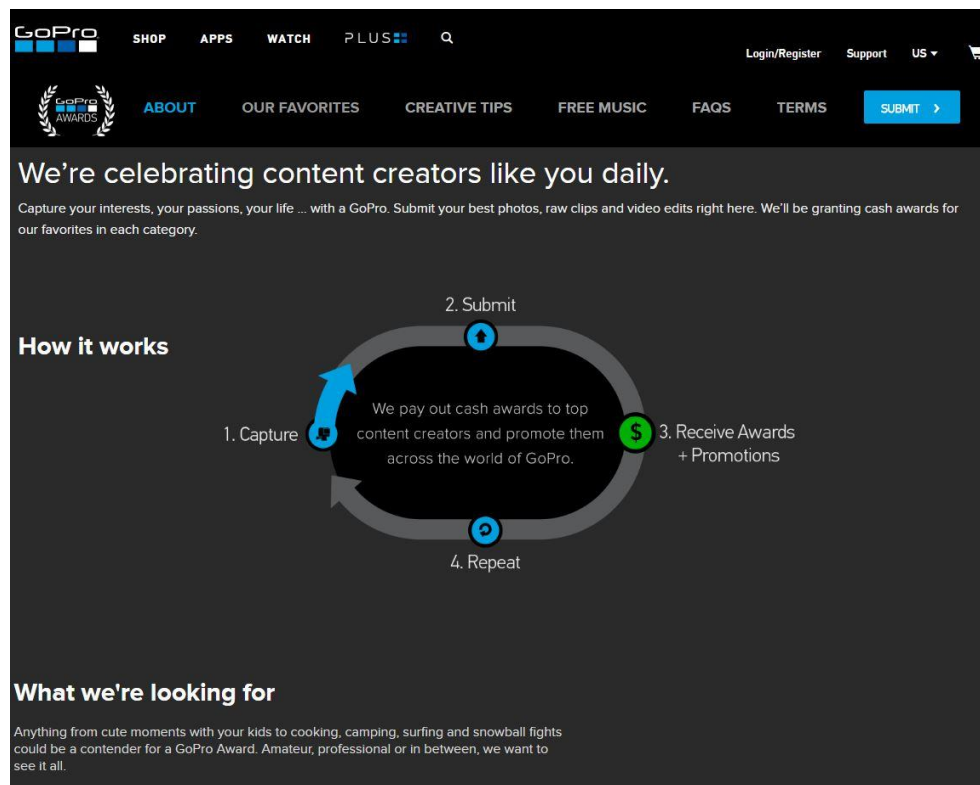 GoPro SHOP APPS WATCH PLUS
Login/Register Support US
GoPro AWARDS ABOUT OUR FAVORITES CREATIVE TIPS FREE MUSIC FAQS TERMS SUBMIT >
We're celebrating content creators like you daily.
Capture your interests, your passions, your life ... with a GoPro. Submit your best photos, raw clips and video edits right here. We'll be granting cash awards for
our favorites in each category.
2. Submit
How it works
We pay out cash awards to top
content creators and promote them
across the world of GoPro.
1. Capture
$
3. Receive Awards
+ Promotions
4. Repeat
What we're looking for
Anything from cute moments with your kids to cooking, camping, surfing and snowball fights
could be a contender for a GoPro Award. Amateur, professional or in between, we want to
see it all.